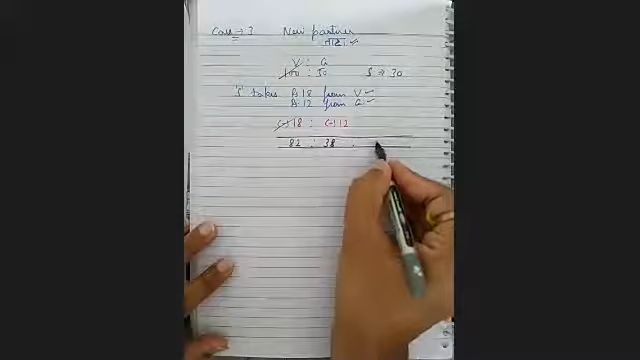 Case → 3 New partner
V : G
100 : 50 S ⇒ 30
'S' takes A 18 from V ✓
A 12 from G ✓
(-) 18 : (-) 12
82 : 38 :